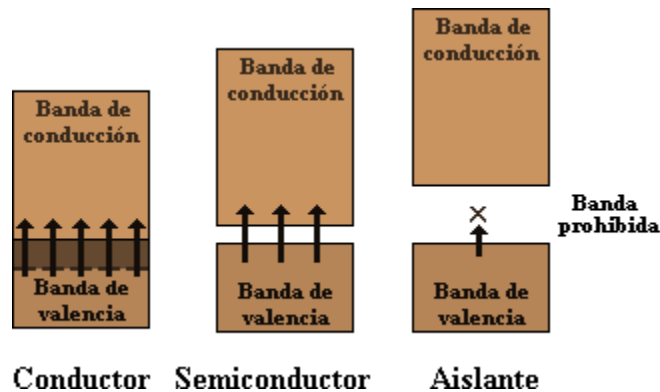 Banda de
conducción
Banda de
valencia
Conductor
Banda de
conducción
Banda de
valencia
Semiconductor
Banda de
conducción
Banda
prohíbida
Banda de
valencia
Aislante